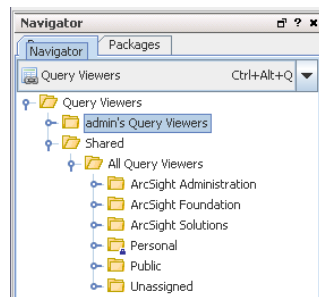 Navigator
?
Navigator
Packages
Query Viewers Ctrl+Alt+Q
Query Viewers
admin's Query Viewers
Shared
All Query Viewers
ArcSight Administration
ArcSight Foundation
ArcSight Solutions
Personal
Public
Unassigned